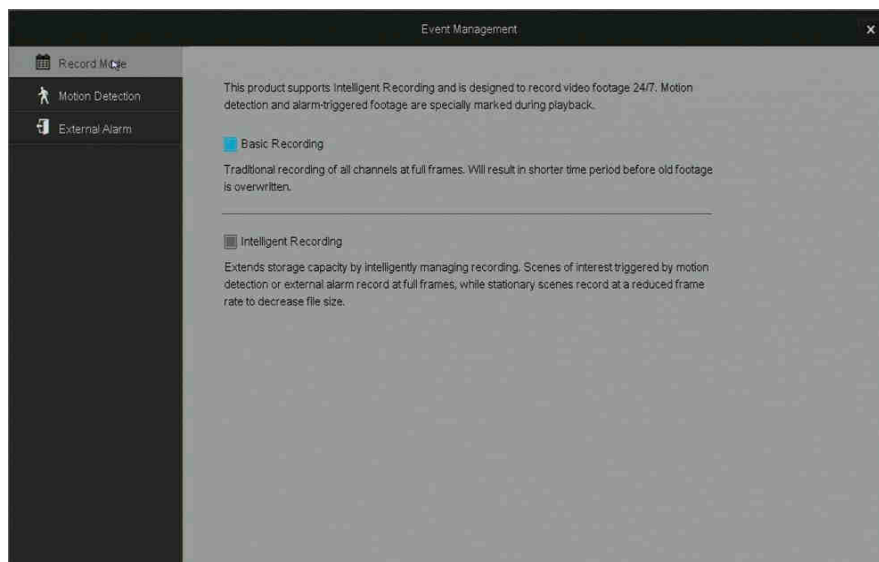 Event Management
X
Record Mode
Motion Detection
External Alarm
This product supports Intelligent Recording and is designed to record video footage 24/7. Motion
detection and alarm-triggered footage are specially marked during playback.
Basic Recording
Traditional recording of all channels at full frames. Will result in shorter time period before old footage
is overwritten.
Intelligent Recording
Extends storage capacity by intelligently managing recording. Scenes of interest triggered by motion
detection or external alarm record at full frames, while stationary scenes record at a reduced frame
rate to decrease file size.